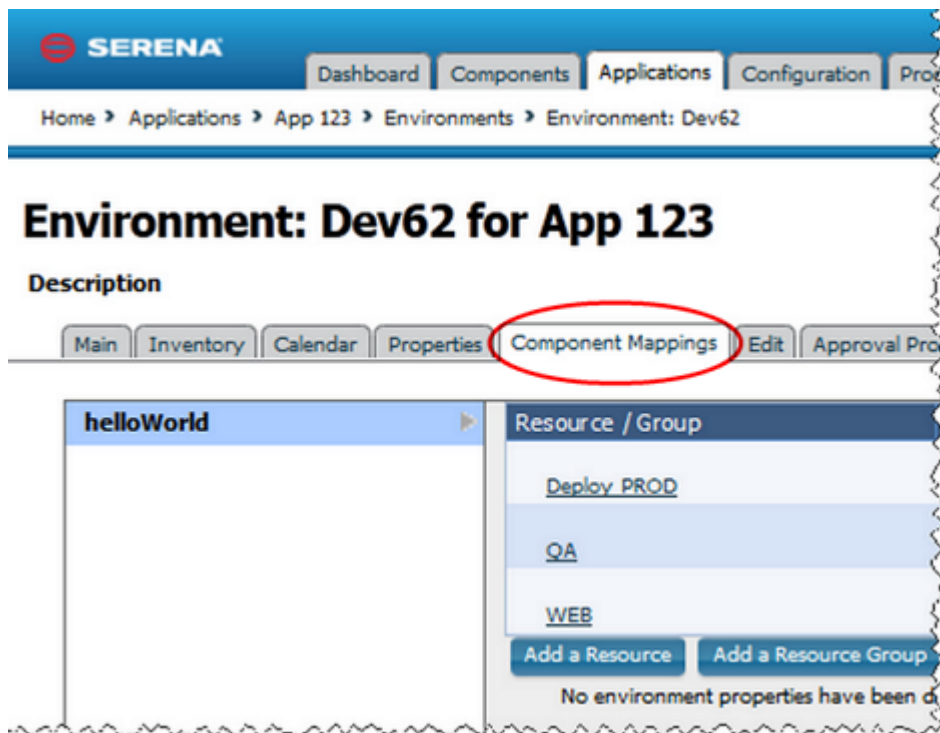 SERENA
Dashboard Components Applications Configuration
Home > Applications > App 123 > Environments > Environment: Dev62
Environment: Dev62 for App 123
Description
Main Inventory Calendar Properties Component Mappings Edit Approval
helloWorld
Resource / Group
Deploy PROD
QA
WEB
Add a Resource Add a Resource Group
No environment properties have been